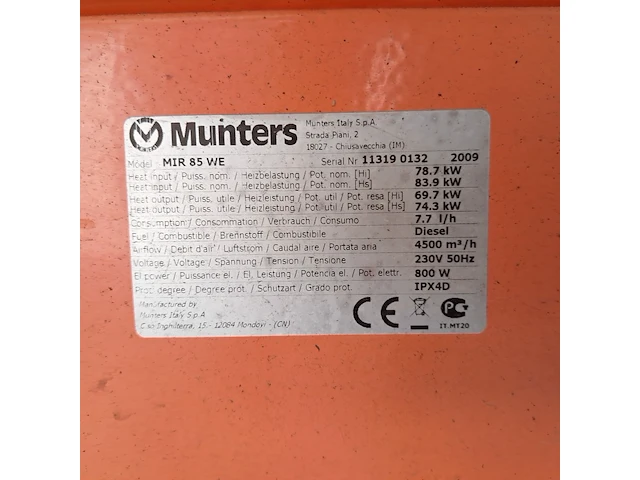 Munters
Munters Italy S.p.A
Strada Piani, 2
18027 - Chiusavecchia (IM)
Model MIR 85 WE Serial Nr 11319 0132 2009
Heat input / Puiss. nom. / Heizbelastung / Pot. nom. [Hi] 78.7 kW
Heat input / Puiss. nom. / Heizbelastung / Pot. nom. [Hs] 83.9 kW
Heat output / Puiss. utile / Heizleistung / Pot. util / Pot. resa [Hi] 69.7 kW
Heat output / Puiss. utile / Heizleistung / Pot. util / Pot. resa [Hs] 74.3 kW
Consumption / Consommation / Verbrauch / Consumo 7.7 l/h
Fuel / Combustible / Brennstoff / Combustibile Diesel
Airflow / Debit d'air / Luftstrom / Caudal aire / Portata aria 4500 m³/h
Voltage / Voltage / Spannung / Tension / Tensione 230V 50Hz
El power / Puissance el. / El. Leistung / Potencia el. / Pot. elettr. 800 W
Prot. degree / Degree prot. / Schutzart / Grado prot. IPX4D
Manufactured by
Munters Italy S.p.A
C.so Inghilterra, 15 - 12084 Mondovi - (CN)
CE
IT.MT20